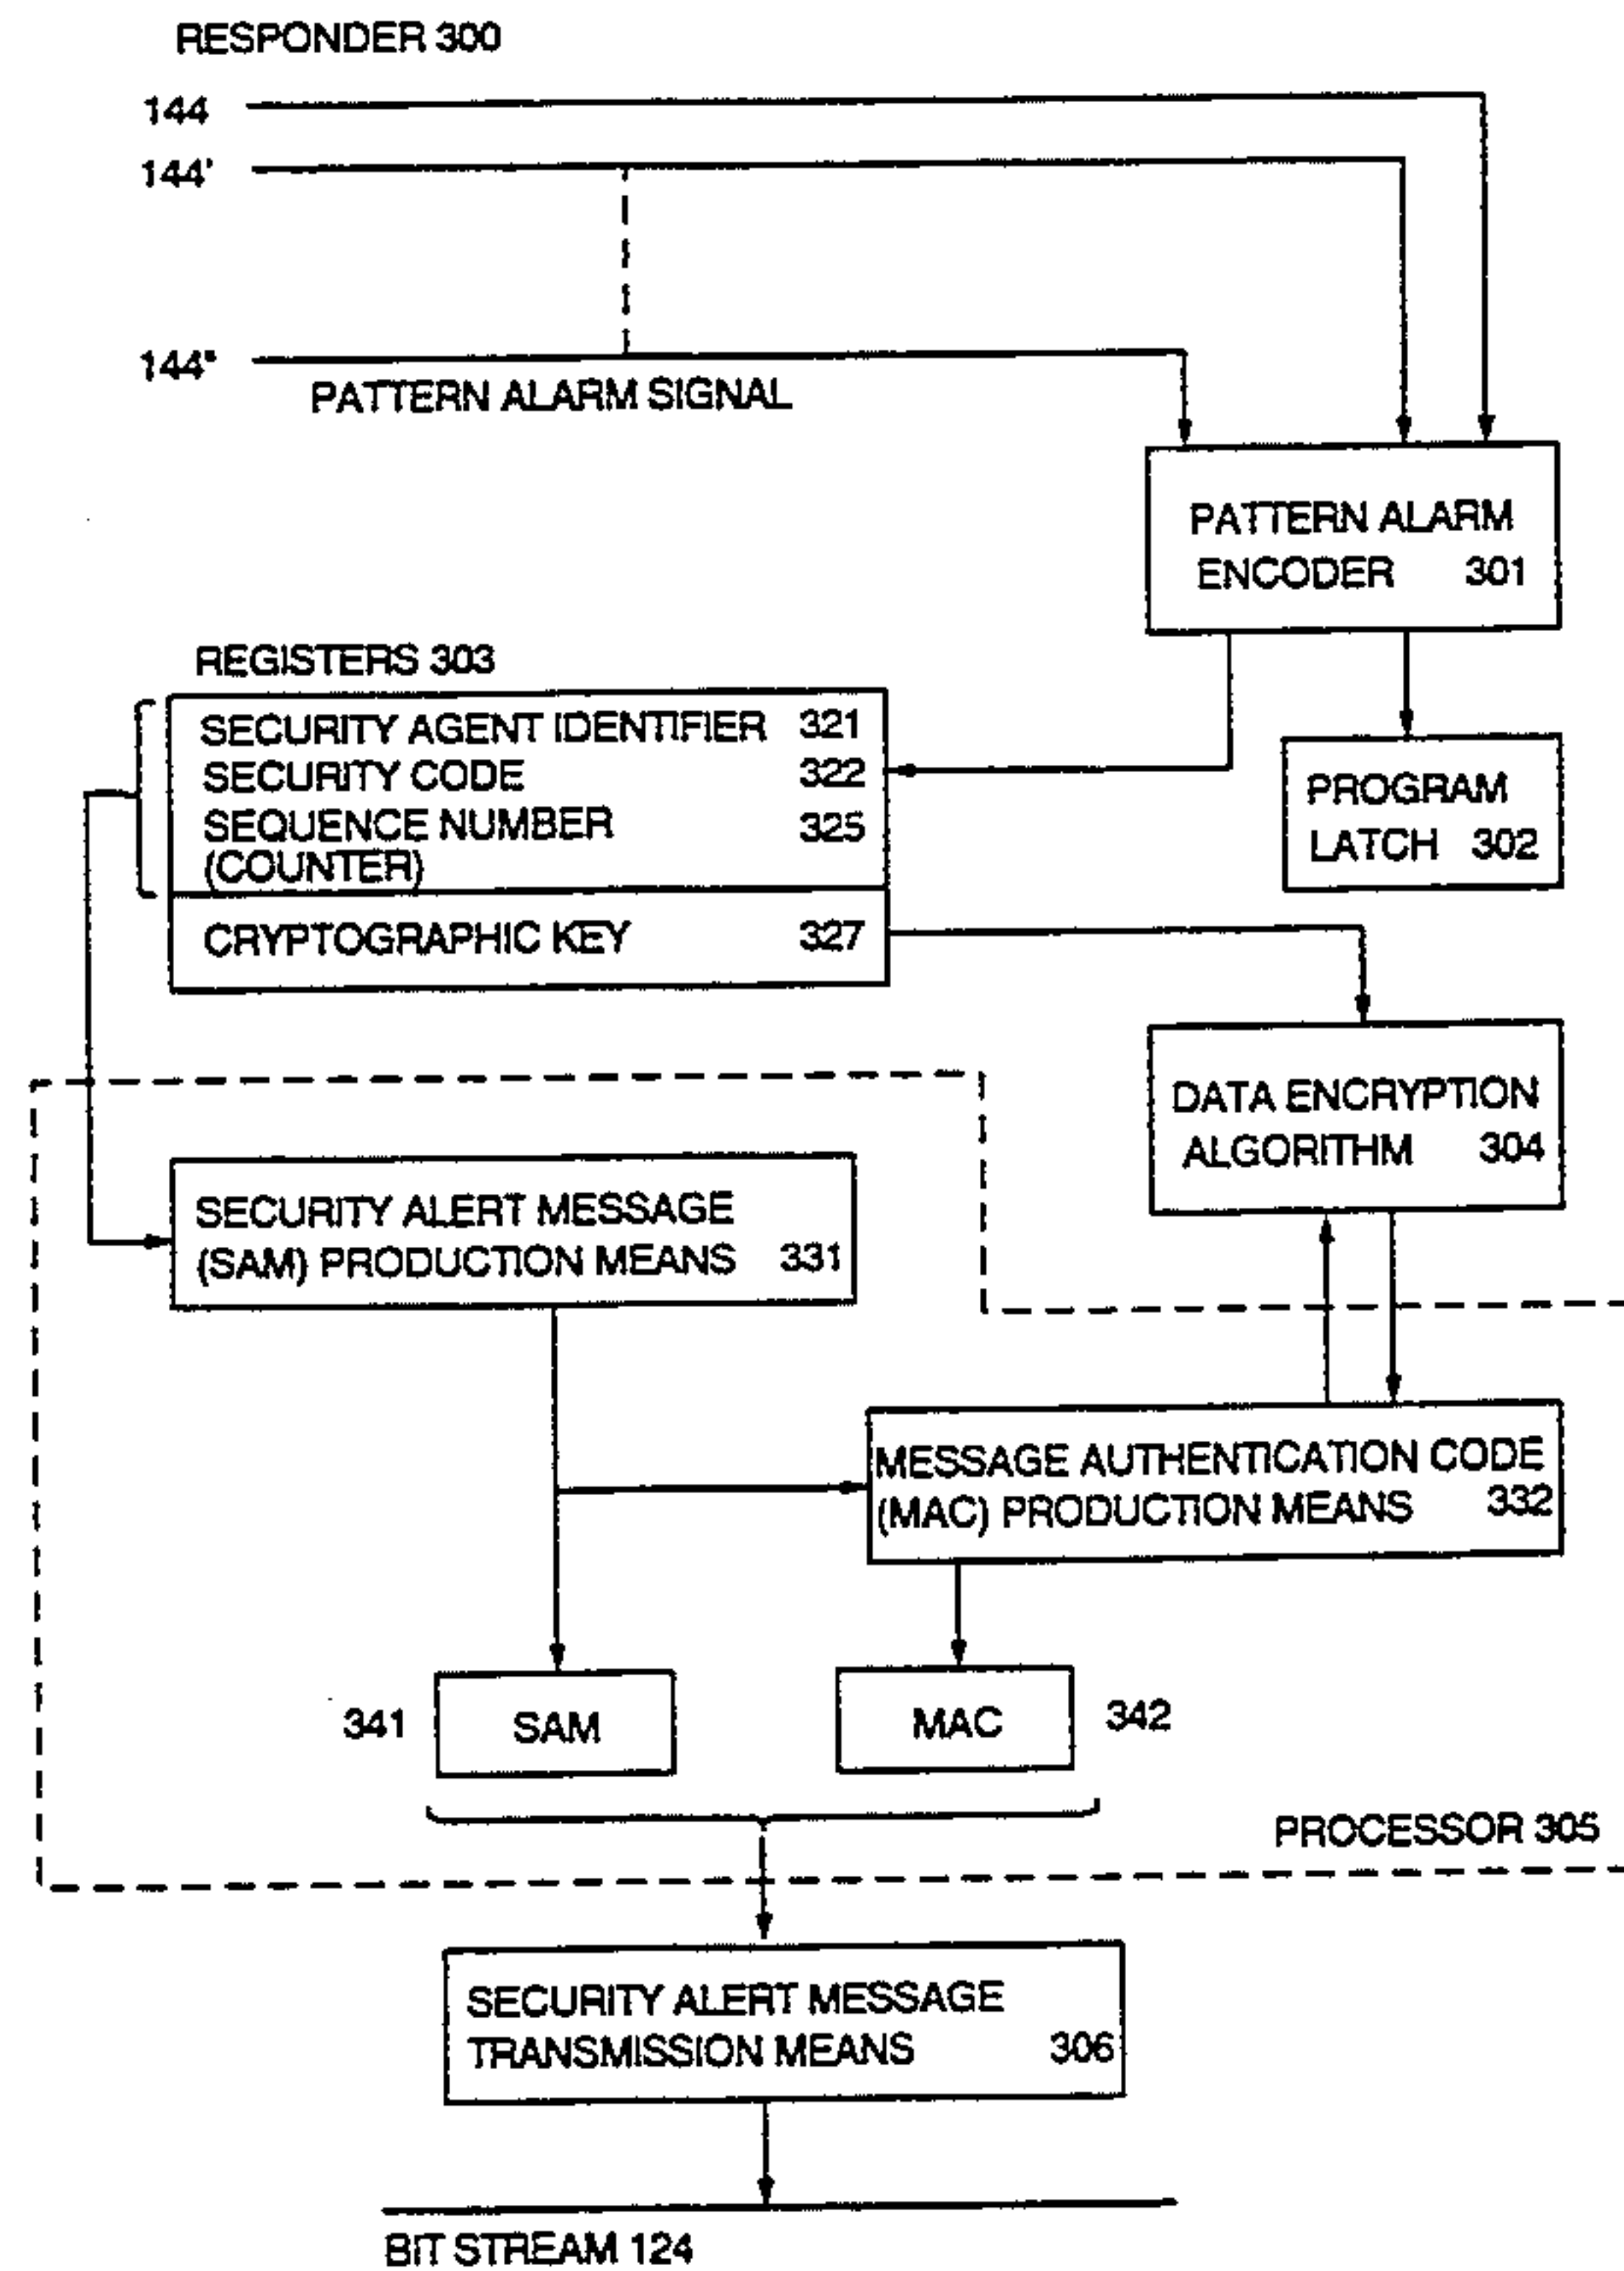 RESPONDER 300
144
144'
144"
PATTERN ALARM SIGNAL
PATTERN ALARM
ENCODER 301
REGISTERS 303
SECURITY AGENT IDENTIFIER 321
SECURITY CODE 322
SEQUENCE NUMBER 325
(COUNTER)
CRYPTOGRAPHIC KEY 327
PROGRAM
LATCH 302
DATA ENCRYPTION
ALGORITHM 304
SECURITY ALERT MESSAGE
(SAM) PRODUCTION MEANS 331
MESSAGE AUTHENTICATION CODE
(MAC) PRODUCTION MEANS 332
341 SAM
MAC 342
PROCESSOR 305
SECURITY ALERT MESSAGE
TRANSMISSION MEANS 306
BIT STREAM 124